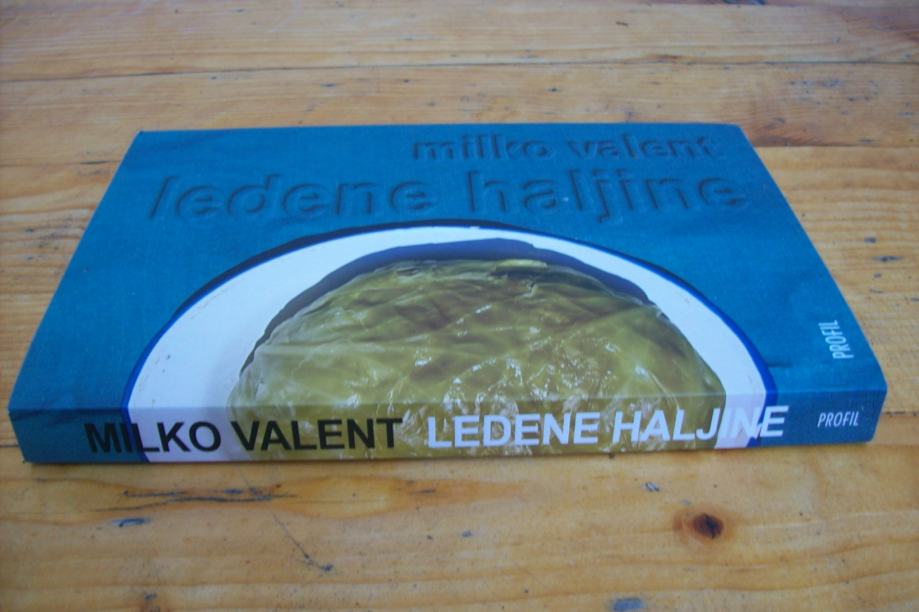 milko valent
ledene haljine
PROFIL
MILKO VALENT LEDENE HALJINE PROFIL